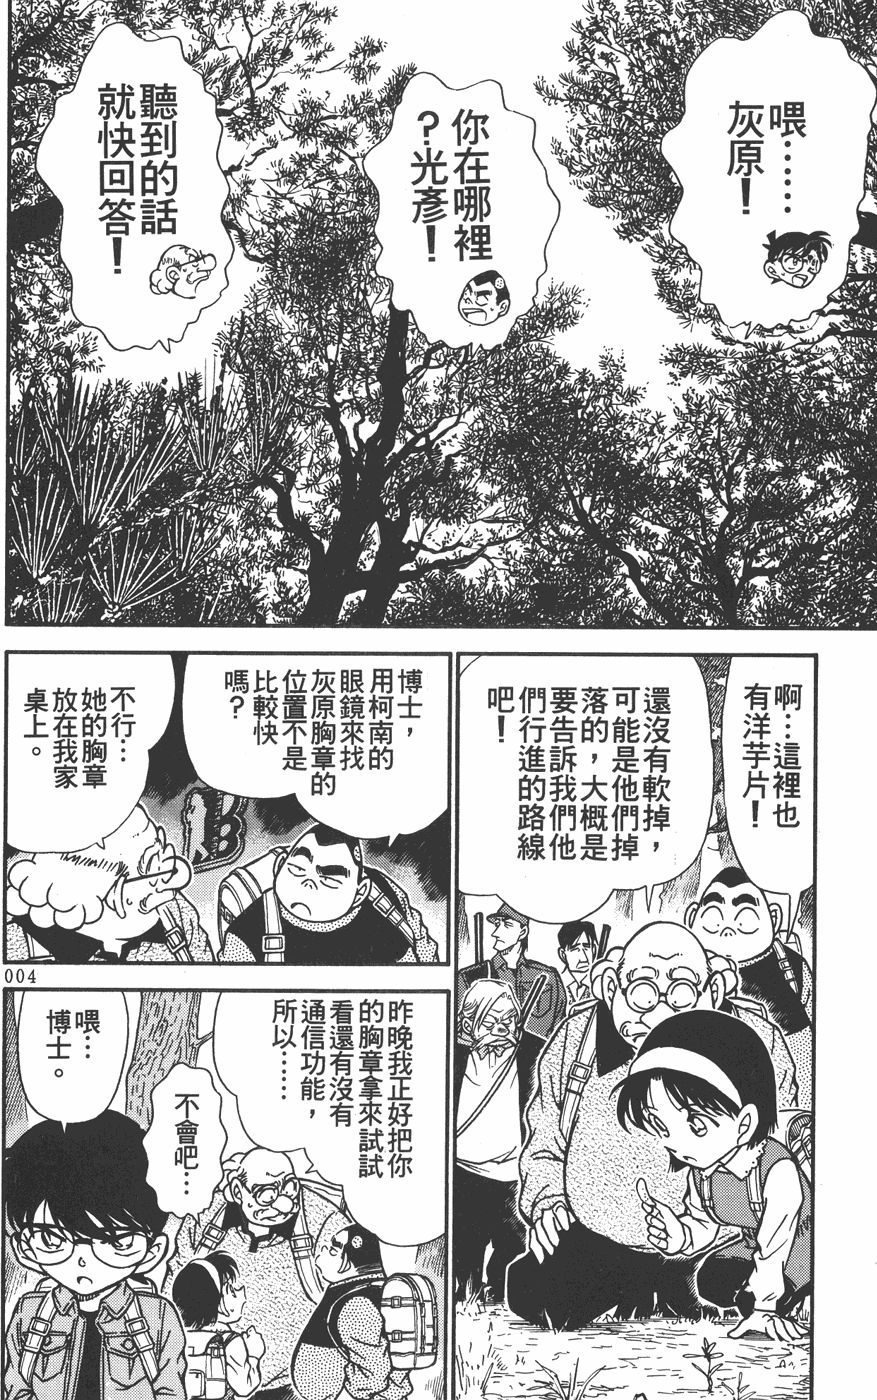 喂……
灰原！
你在哪裡
？光彥！
聽到的話
就快回答！
啊…這裡也
有洋芋片！
還沒有軟掉，
可能是他們掉
落的，大概是
要告訴我們他
們行進的路線
吧！
博士，
用柯南的
眼鏡來找
灰原胸章的
位置不是
比較快
嗎？
不行…
她的胸章
放在我家
桌上。
昨晚我正好把你
的胸章拿來試試
看還有沒有
通信功能，
所以……
不會吧…
喂…
博士。
004